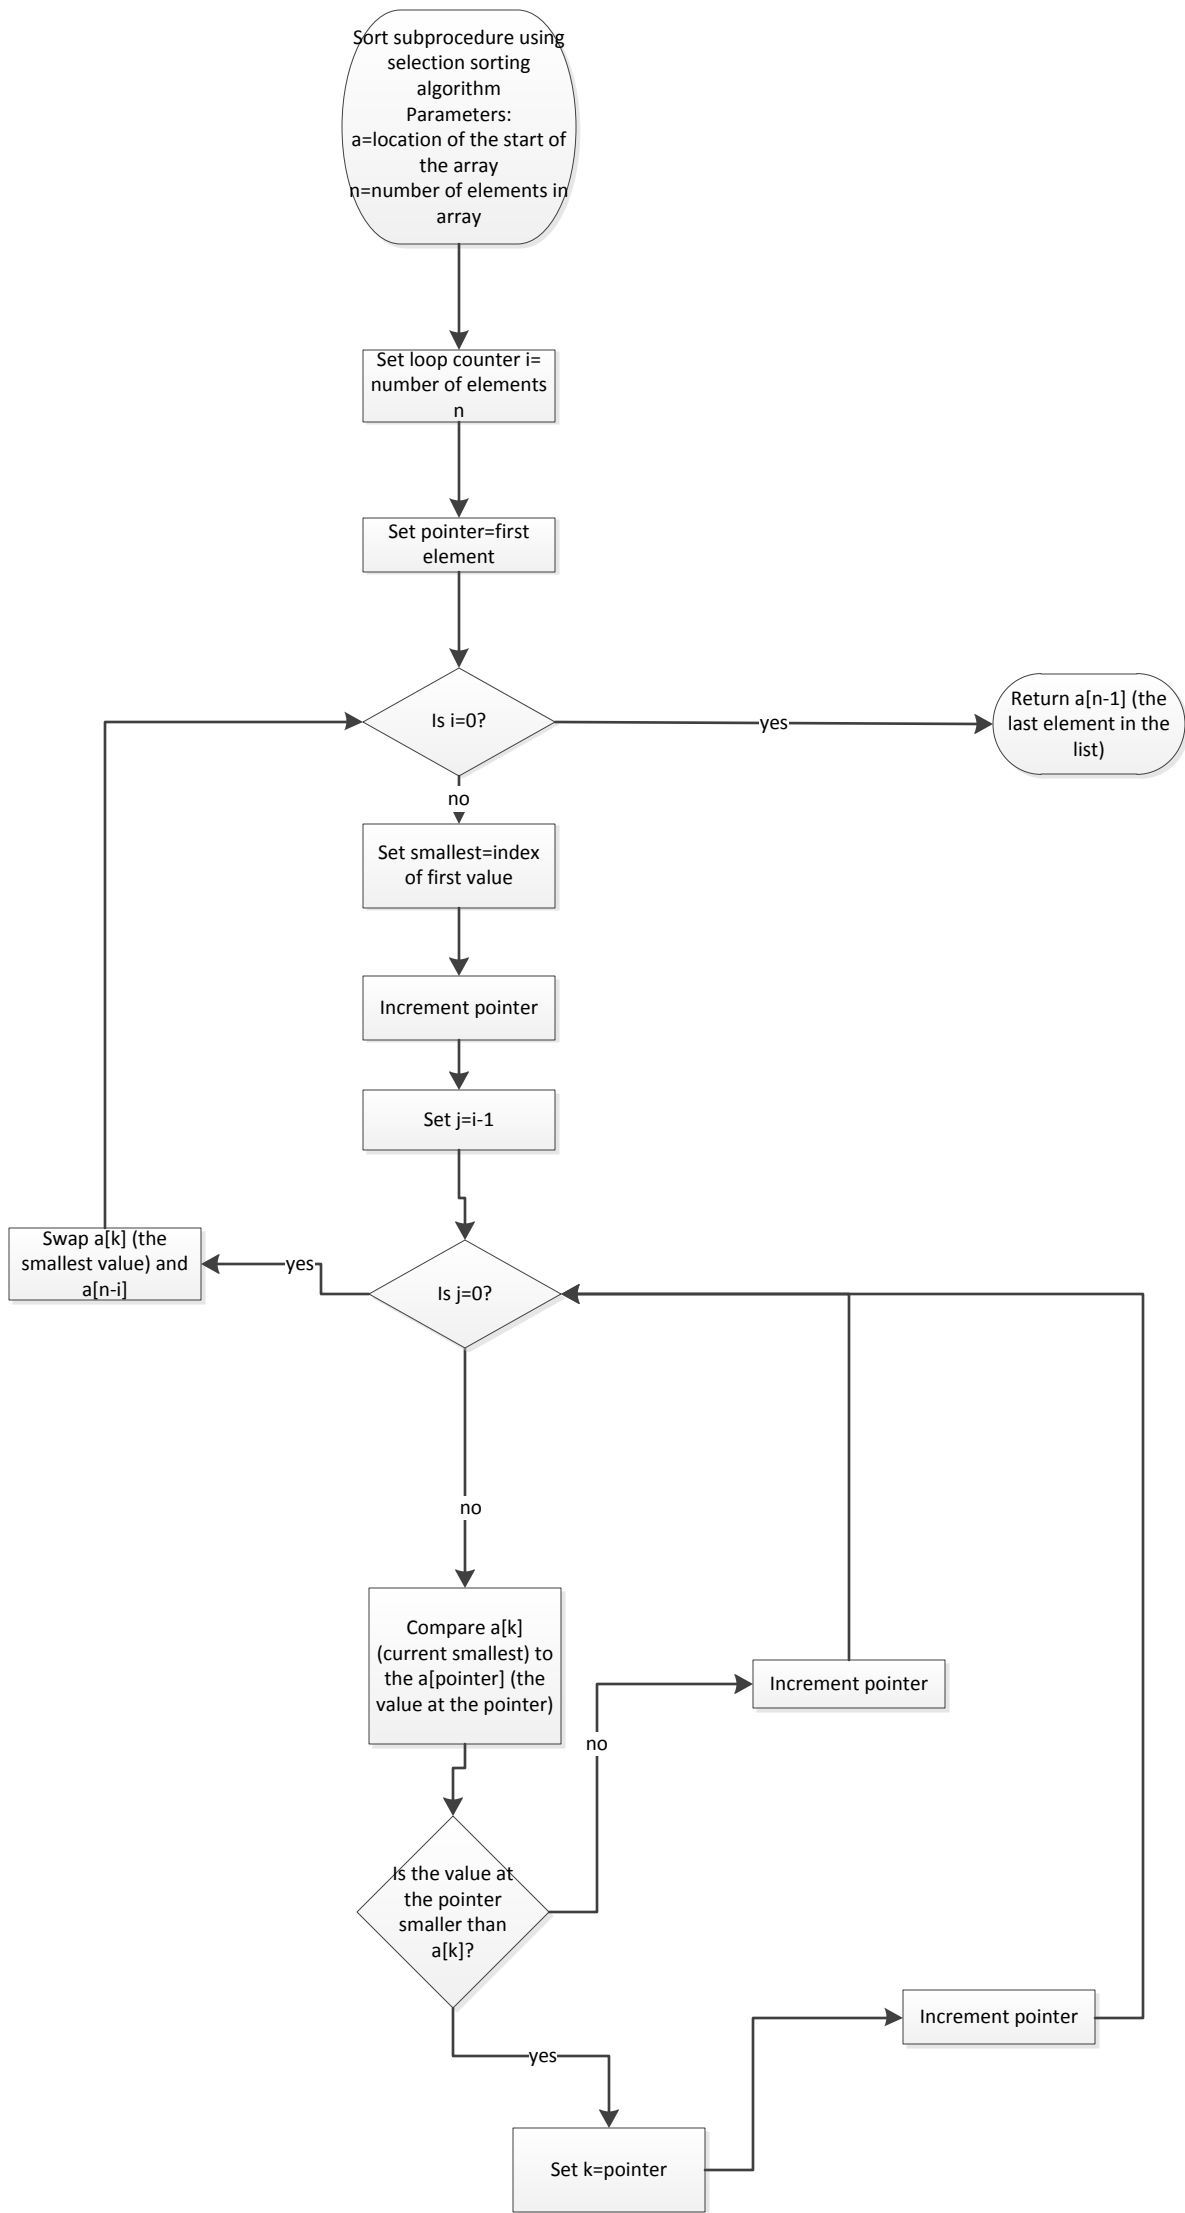 Sort subprocedure using
selection sorting
algorithm
Parameters:
a=location of the start of
the array
n=number of elements in
array
Set loop counter i=
number of elements
n
Set pointer=first
element
Is i=0?
yes
Return a[n-1] (the
last element in the
list)
no
Set smallest=index
of first value
Increment pointer
Set j=i-1
Swap a[k] (the
smallest value) and
a[n-i]
yes
Is j=0?
no
Compare a[k]
(current smallest) to
the a[pointer] (the
value at the pointer)
Increment pointer
no
Is the value at
the pointer
smaller than
a[k]?
Increment pointer
yes
Set k=pointer